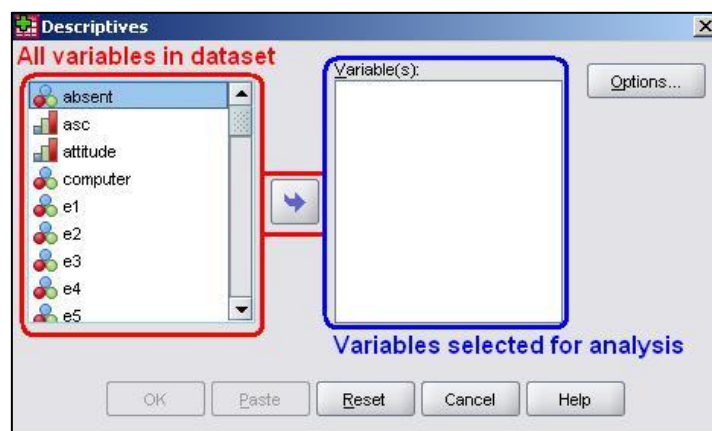 Descriptives
All variables in dataset
absent
asc
attitude
computer
e1
e2
e3
e4
e5
Variable(s):
Options...
Variables selected for analysis
OK
Paste
Reset
Cancel
Help